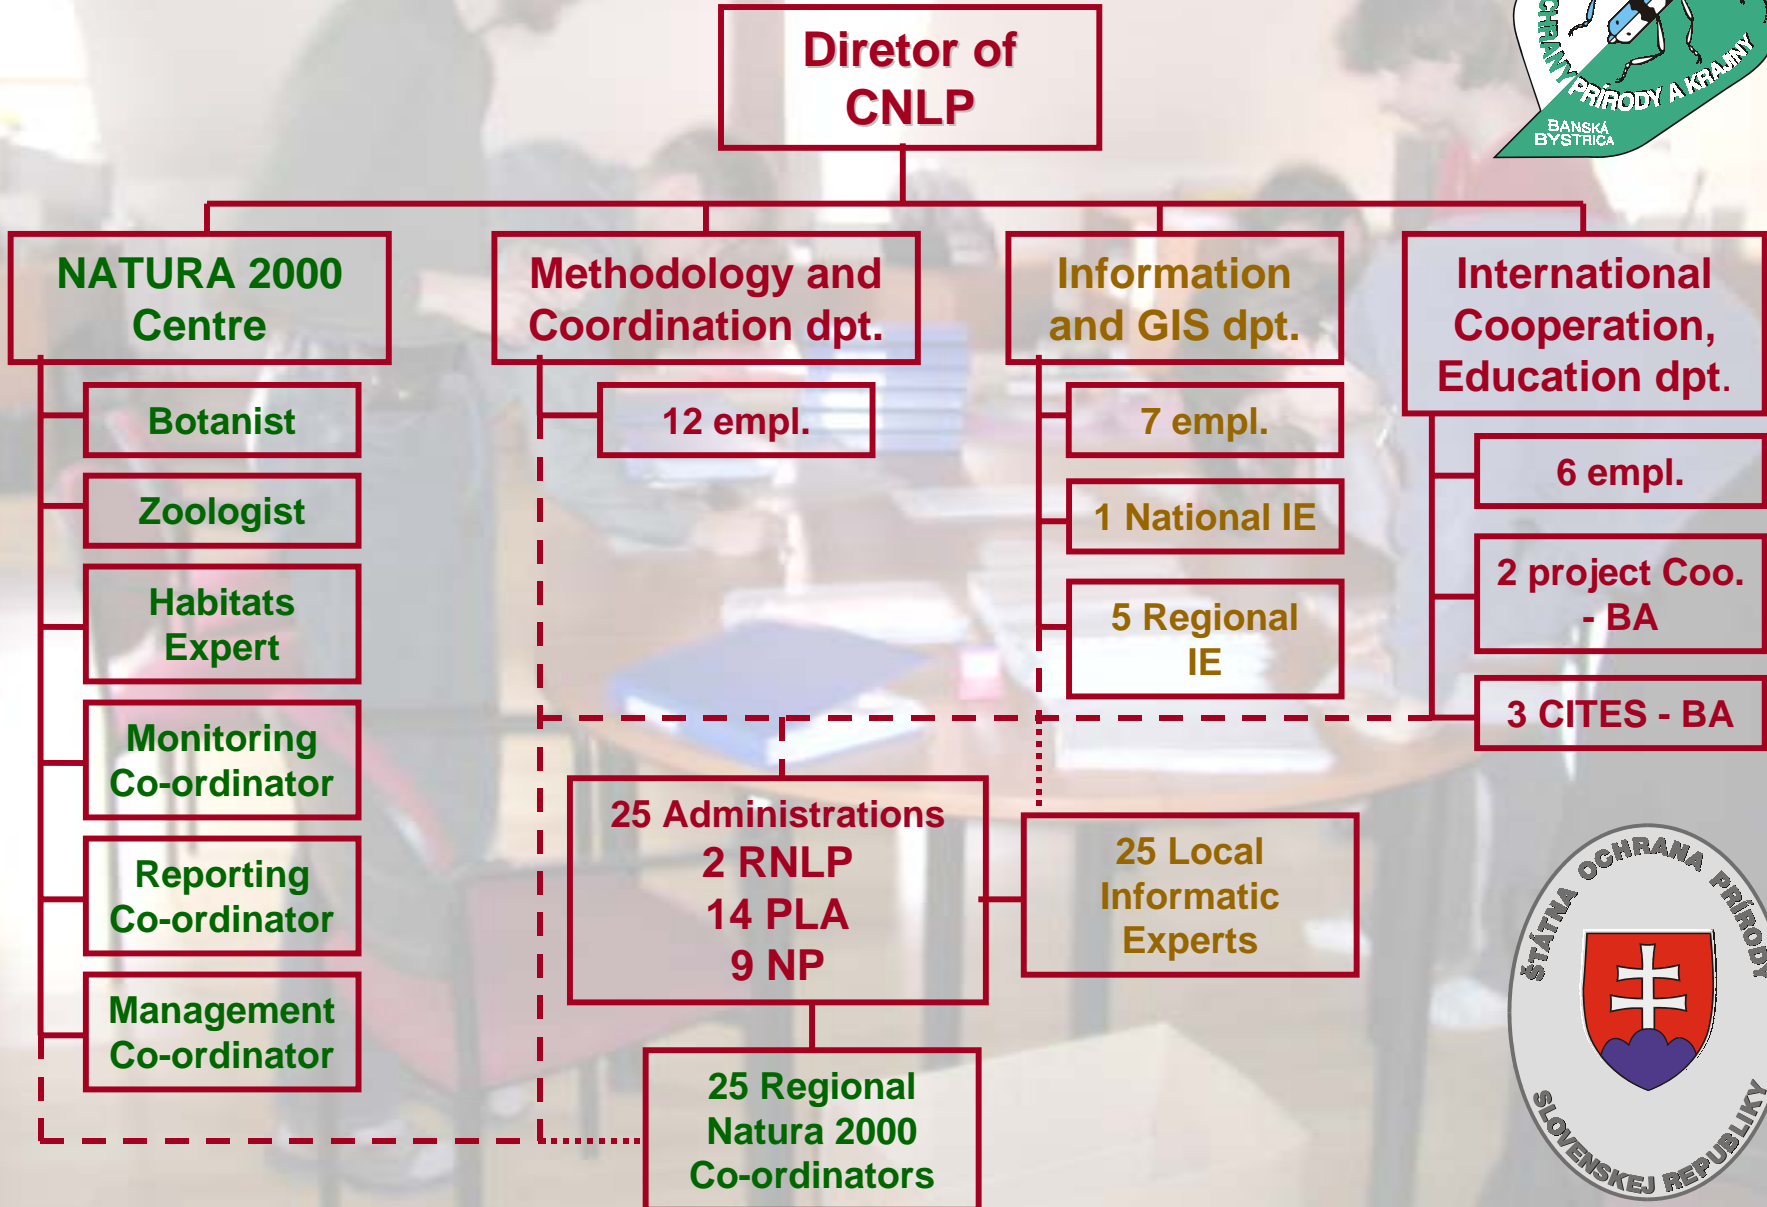 Diretor of
CNLP
CHRANY PRÍRODY A KRAJINY
BANSKÁ
BYSTRICA
NATURA 2000
Centre
Methodology and
Coordination dpt.
Information
and GIS dpt.
International
Cooperation,
Education dpt.
Botanist
Zoologist
Habitats
Expert
Monitoring
Co-ordinator
Reporting
Co-ordinator
Management
Co-ordinator
12 empl.
7 empl.
1 National IE
5 Regional
IE
6 empl.
2 project Coo.
- BA
3 CITES - BA
25 Administrations
2 RNLP
14 PLA
9 NP
25 Local
Informatic
Experts
25 Regional
Natura 2000
Co-ordinators
ŠTÁTNA OCHRANA PRÍRODY
SLOVENSKEJ REPUBLIKY